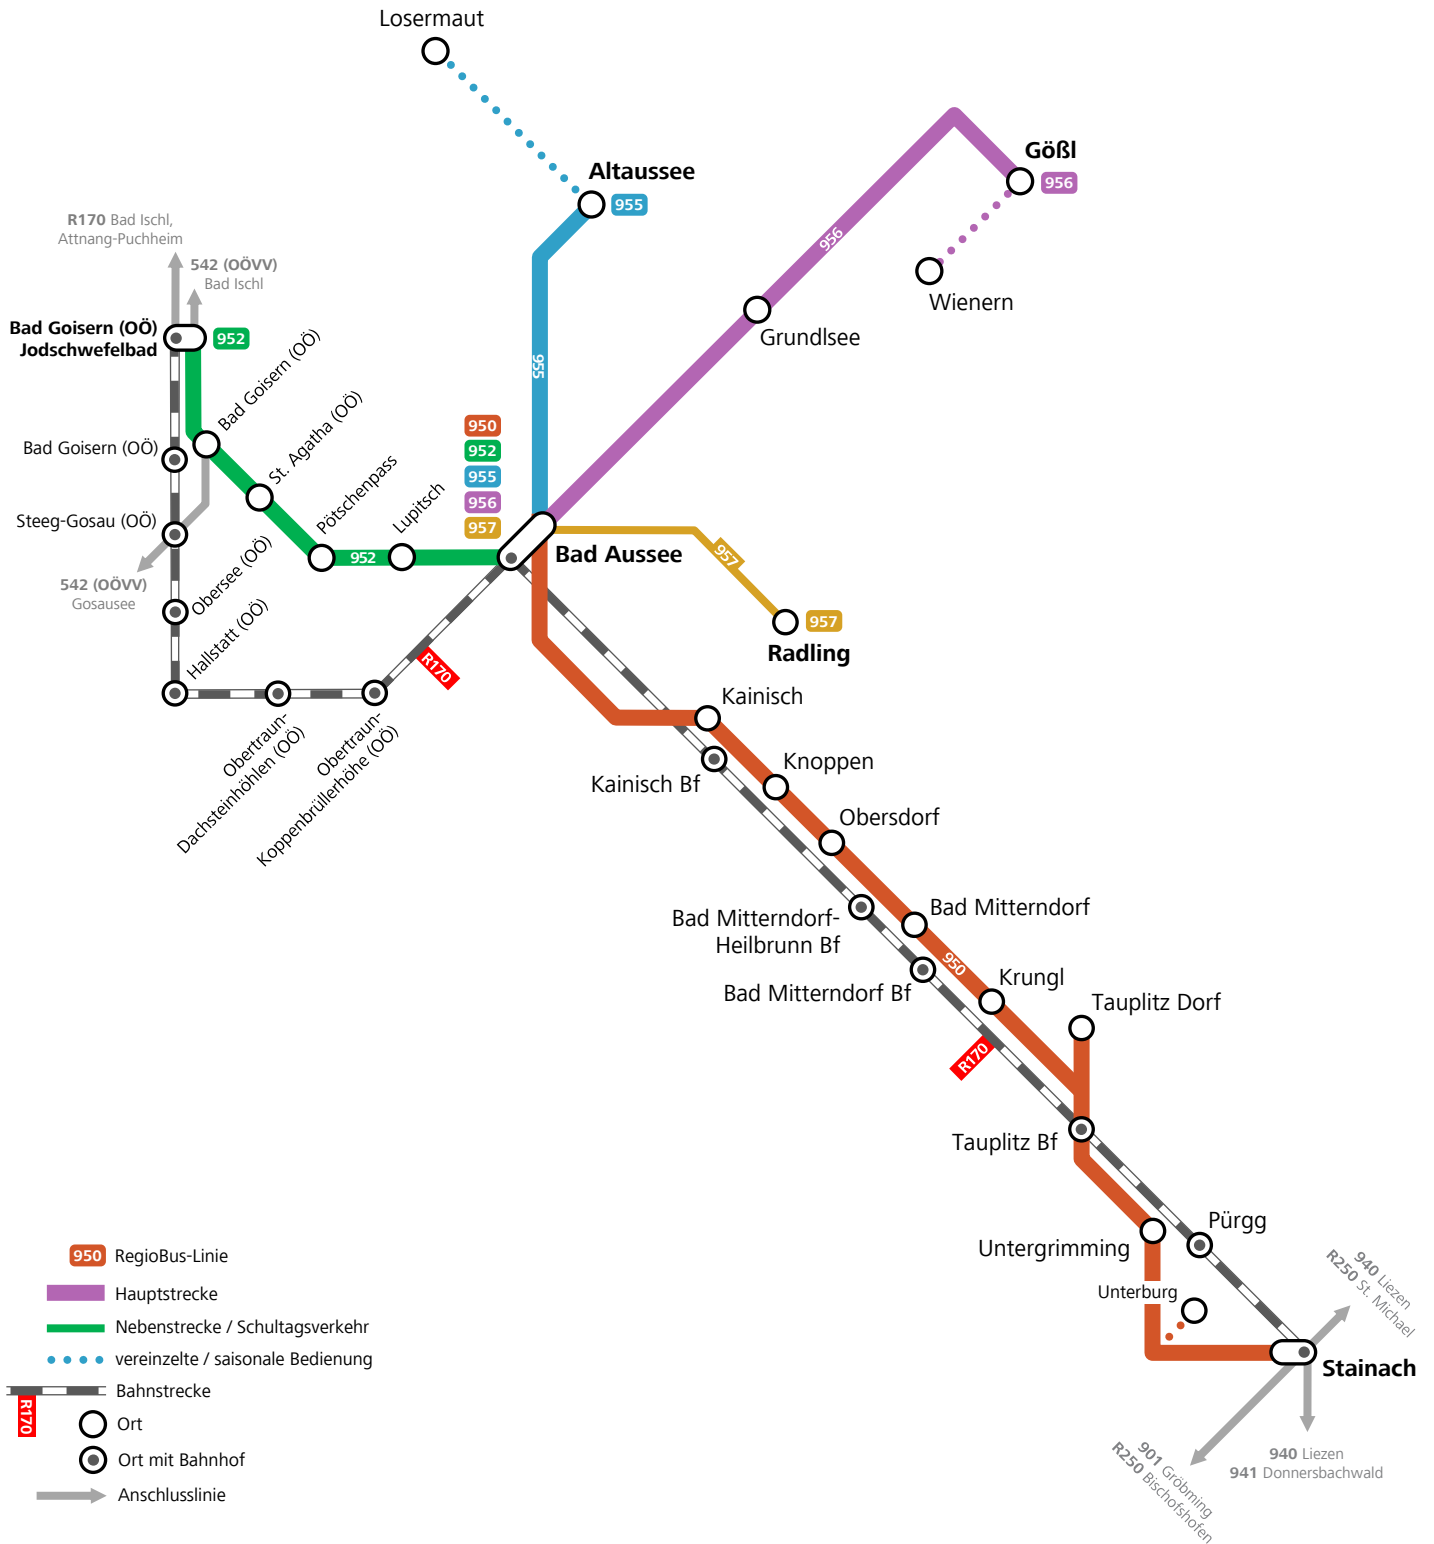 Losermaut
Altaussee
955
Gößl
956
956
Wienern
Grundlsee
R170 Bad Ischl,
Attnang-Puchheim
542 (OÖVV)
Bad Ischl
Bad Goisern (OÖ)
Jodschwefelbad
952
Bad Goisern (OÖ)
955
Bad Goisern (OÖ)
St. Agatha (OÖ)
Pötschenpass
Lupitsch
952
950
952
955
956
957
Bad Aussee
957
957
Radling
Steeg-Gosau (OÖ)
542 (OÖVV)
Gosausee
Obersee (OÖ)
Hallstatt (OÖ)
R170
Obertraun-
Dachsteinhöhlen (OÖ)
Obertraun-
Koppenbrüllerhöhe (OÖ)
Kainisch
Kainisch Bf
Knoppen
Obersdorf
Bad Mitterndorf-
Heilbrunn Bf
Bad Mitterndorf
950
Bad Mitterndorf Bf
Krungl
Tauplitz Dorf
R170
Tauplitz Bf
Pürgg
Untergrimming
Unterburg
940 Liezen
R250 St. Michael
Stainach
940 Liezen
941 Donnersbachwald
901 Gröbming
R250 Bischofshofen
950 RegioBus-Linie
Hauptstrecke
Nebenstrecke / Schultagsverkehr
vereinzelte / saisonale Bedienung
Bahnstrecke
R170
Ort
Ort mit Bahnhof
Anschlusslinie